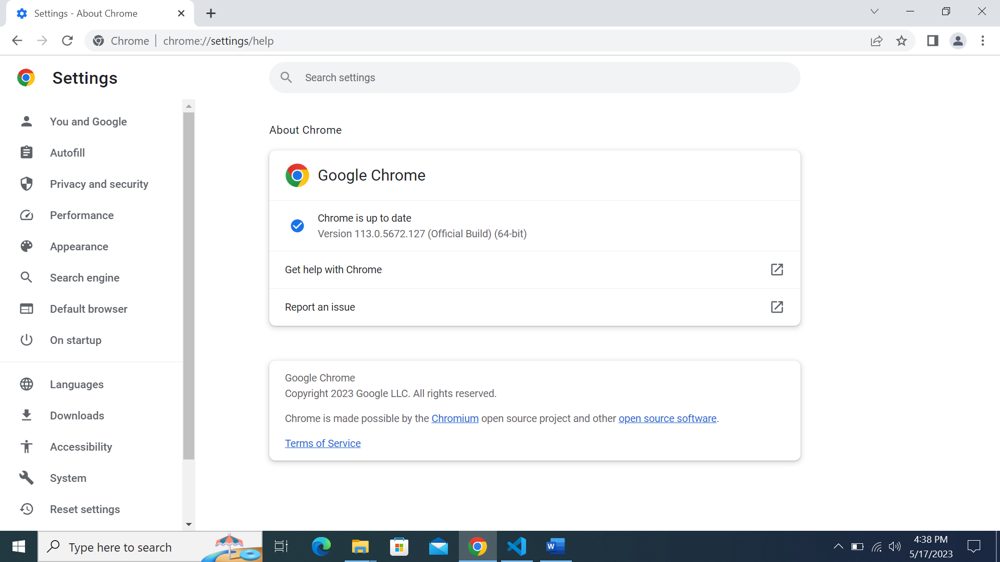 Settings - About Chrome
Chrome
chrome://settings/help
Settings
Search settings
You and Google
Autofill
Privacy and security
Performance
Appearance
Search engine
Default browser
On startup
Languages
Downloads
Accessibility
System
Reset settings
About Chrome
Google Chrome
Chrome is up to date
Version 113.0.5672.127 (Official Build) (64-bit)
Get help with Chrome
Report an issue
Google Chrome
Copyright 2023 Google LLC. All rights reserved.
Chrome is made possible by the Chromium open source project and other open source software.
Terms of Service
Type here to search
W
4:38 PM
5/17/2023